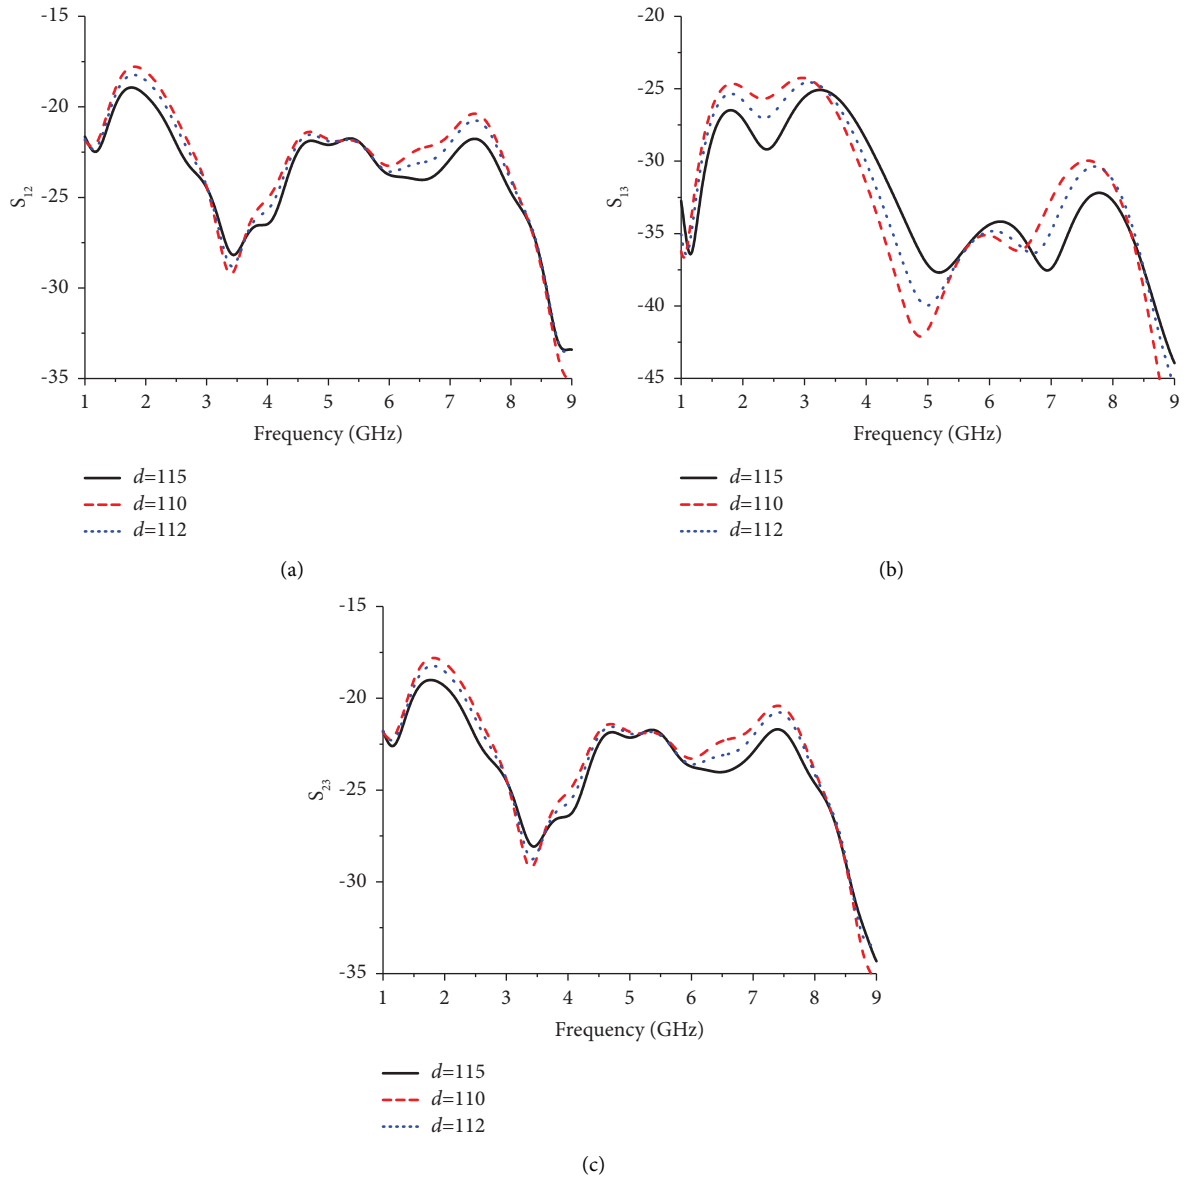 -15
-20
-25
-30
-35
S12
1 2 3 4 5 6 7 8 9
Frequency (GHz)
d=115
d=110
d=112
(a)
-20
-25
-30
-35
-40
-45
S13
1 2 3 4 5 6 7 8 9
Frequency (GHz)
d=115
d=110
d=112
(b)
-15
-20
-25
-30
-35
S23
1 2 3 4 5 6 7 8 9
Frequency (GHz)
d=115
d=110
d=112
(c)